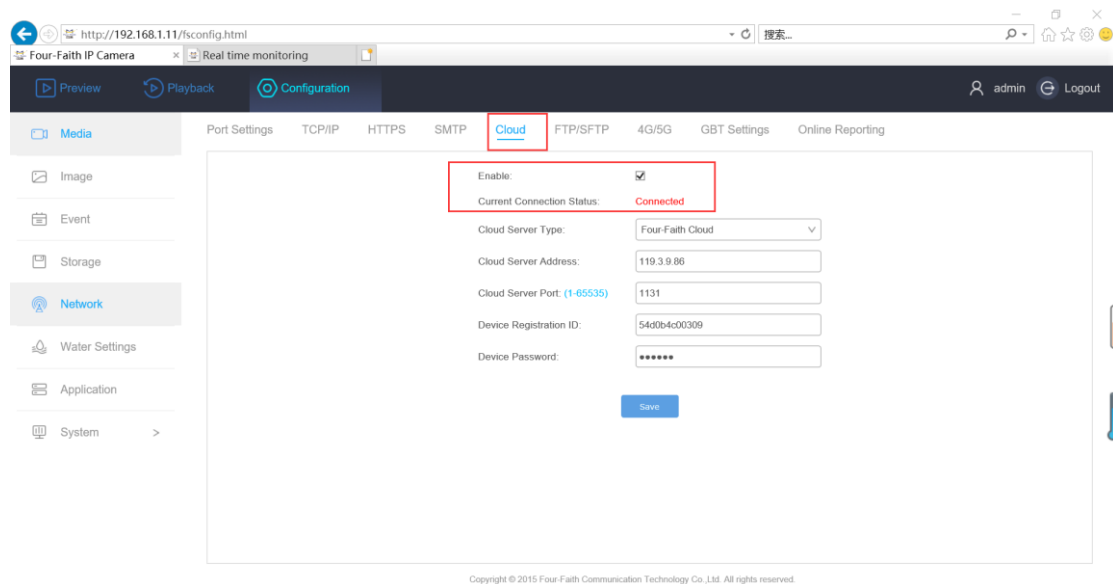 http://192.168.1.11/fsconfig.html
搜索...
Four-Faith IP Camera × Real time monitoring
Preview Playback Configuration admin Logout
Media Port Settings TCP/IP HTTPS SMTP Cloud FTP/SFTP 4G/5G GBT Settings Online Reporting
Image
Event
Storage
Network
Water Settings
Application
System >
Enable:
Current Connection Status: Connected
Cloud Server Type: Four-Faith Cloud
Cloud Server Address: 119.3.9.86
Cloud Server Port: (1-65535) 1131
Device Registration ID: 54d0b4c00309
Device Password: ●●●●●●
Save
Copyright © 2015 Four-Faith Communication Technology Co.,Ltd. All rights reserved.